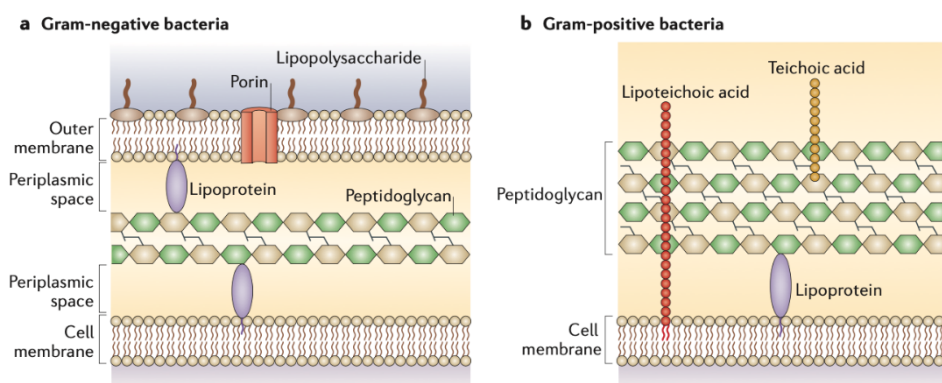 a Gram-negative bacteria
Lipopolysaccharide
Porin
Outer
membrane
Periplasmic
space
Lipoprotein
Peptidoglycan
Periplasmic
space
Cell
membrane
b Gram-positive bacteria
Teichoic acid
Lipoteichoic acid
Peptidoglycan
Lipoprotein
Cell
membrane